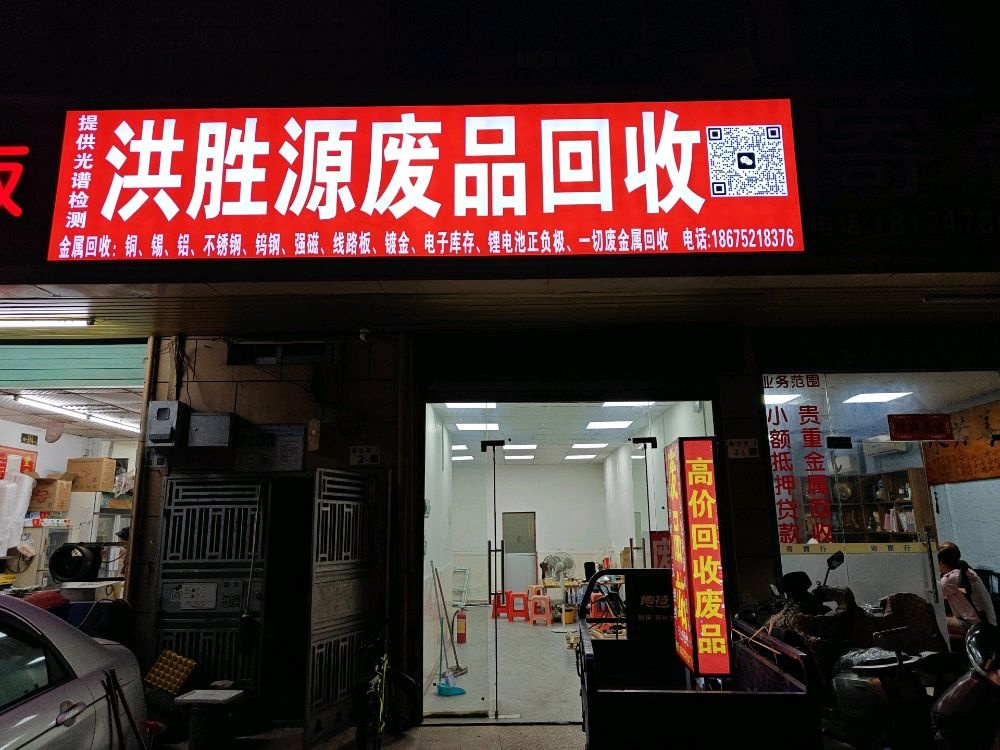 提供光谱检测
洪胜源废品回收
金属回收：铜、锡、铝、不锈钢、钨钢、强磁、线路板、镀金、电子库存、锂电池正负极、一切废金属回收 电话:18675218376
高价回收废品
业务范围
贵重金属回收
小额抵押贷款
2
2-3